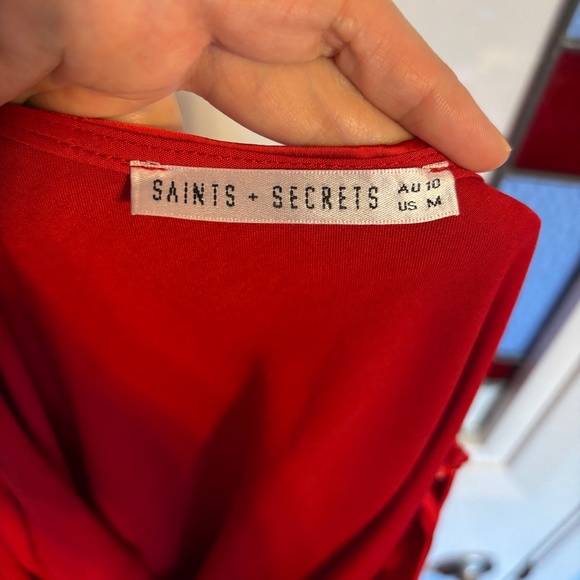 SAINTS + SECRETS AU 10
US M